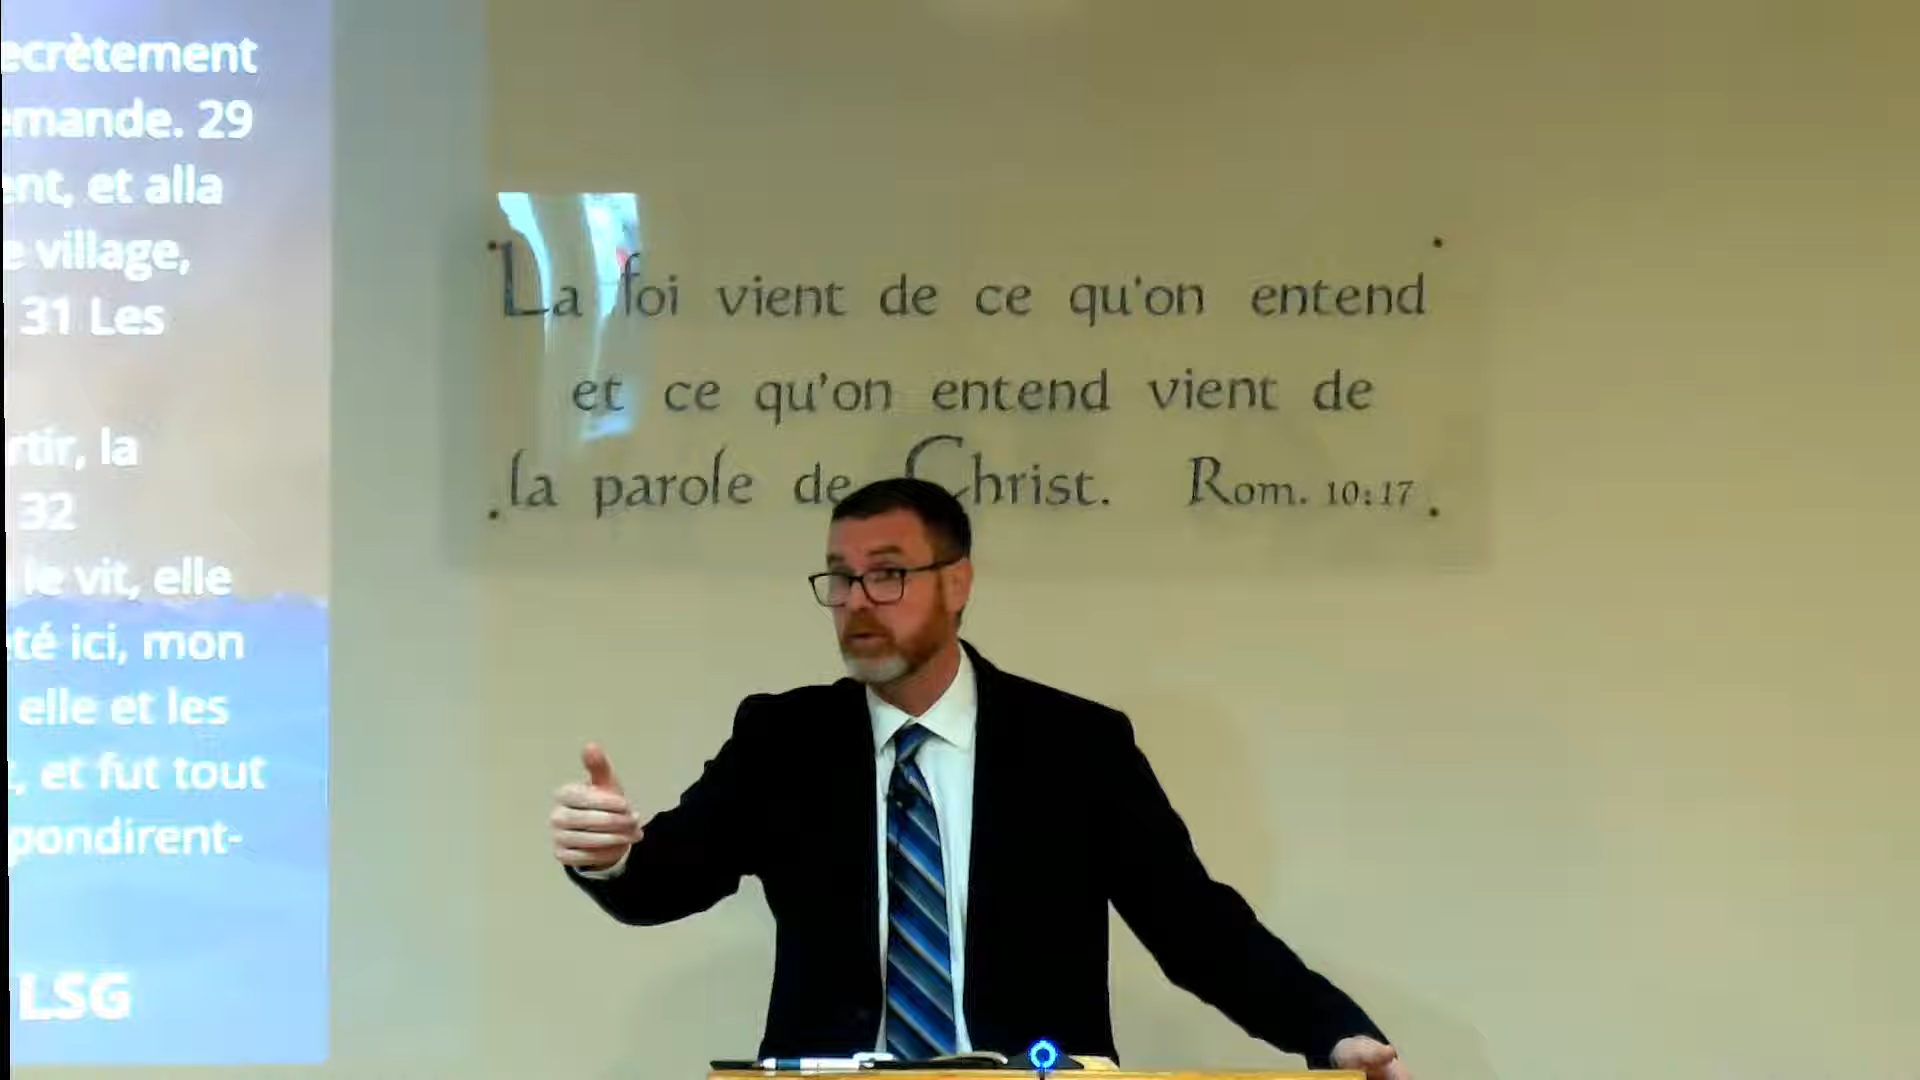 ecrètement
emande. 29
ent, et alla
e village,
31 Les
rtir, la
32
le vit, elle
té ici, mon
elle et les
, et fut tout
pondirent-
LSG
La foi vient de ce qu'on entend
et ce qu'on entend vient de
la parole de Christ. Rom. 10:17